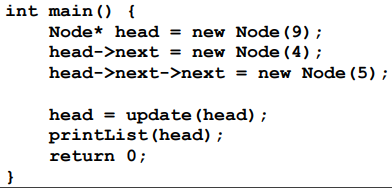 int main() {
    Node* head = new Node(9);
    head->next = new Node(4);
    head->next->next = new Node(5);

    head = update(head);
    printList(head);
    return 0;
}